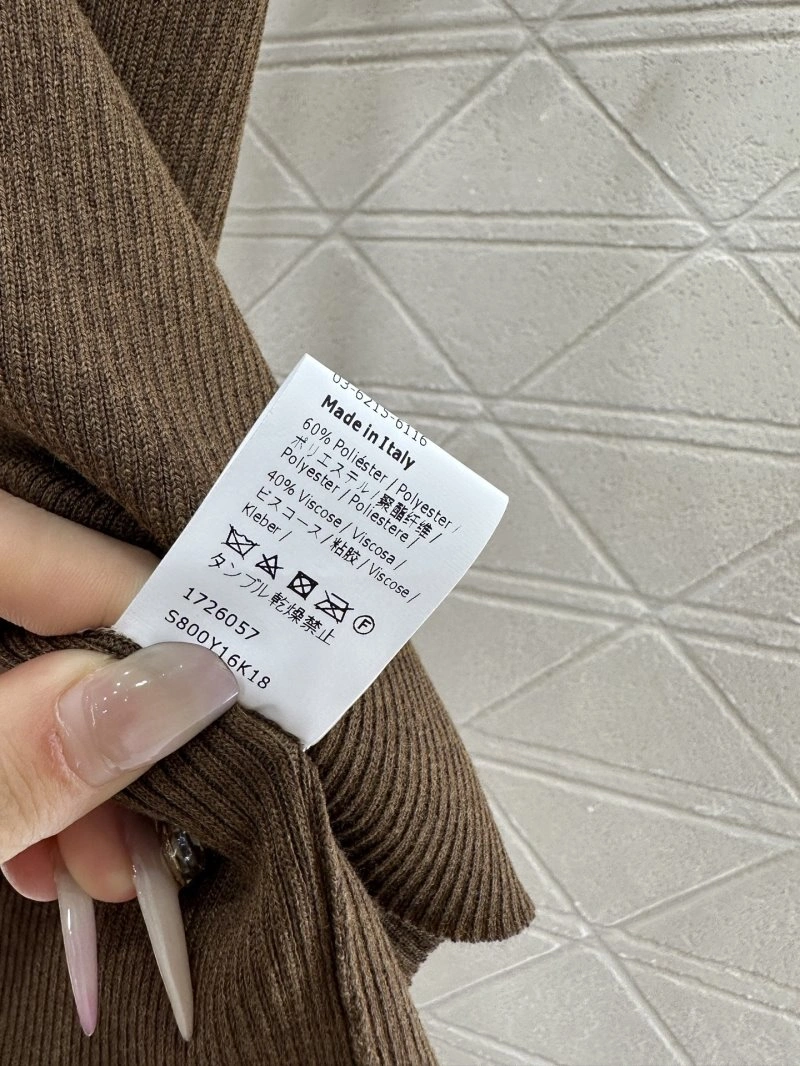 03-6215-6116
Made in Italy
60% Poliéster / Polyester /
ポリエステル / 聚酯纤维 /
Polyester / Poliestere /
40% Viscose / Viscosa /
ビスコース / 粘胶 / Viscose /
Kleber /
F
タンブル乾燥禁止
1726057
S800Y16K18